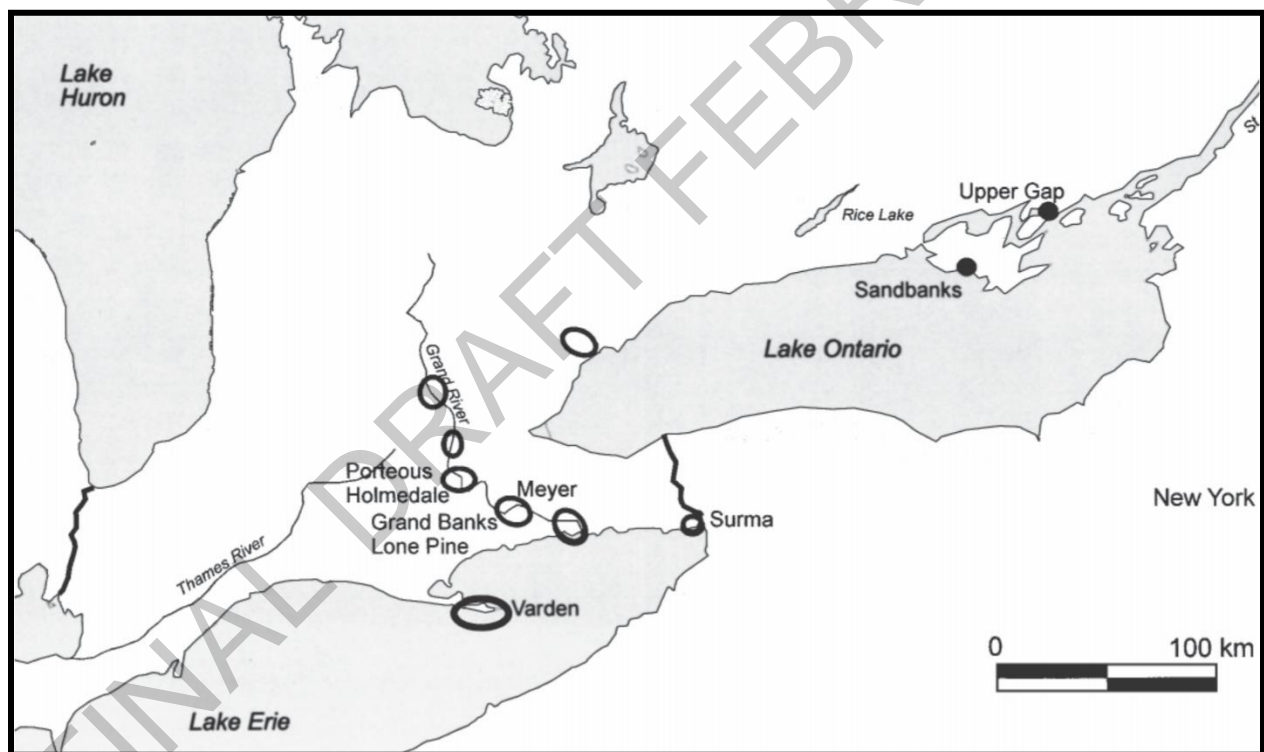 Lake
Huron
Upper Gap
St
Rice Lake
Sandbanks
Lake Ontario
Grand River
Porteous
Holmedale
Meyer
Grand Banks
Lone Pine
New York
Surma
Thames River
Varden
0 100 km
Lake Erie
FINAL DRAFT FEBR